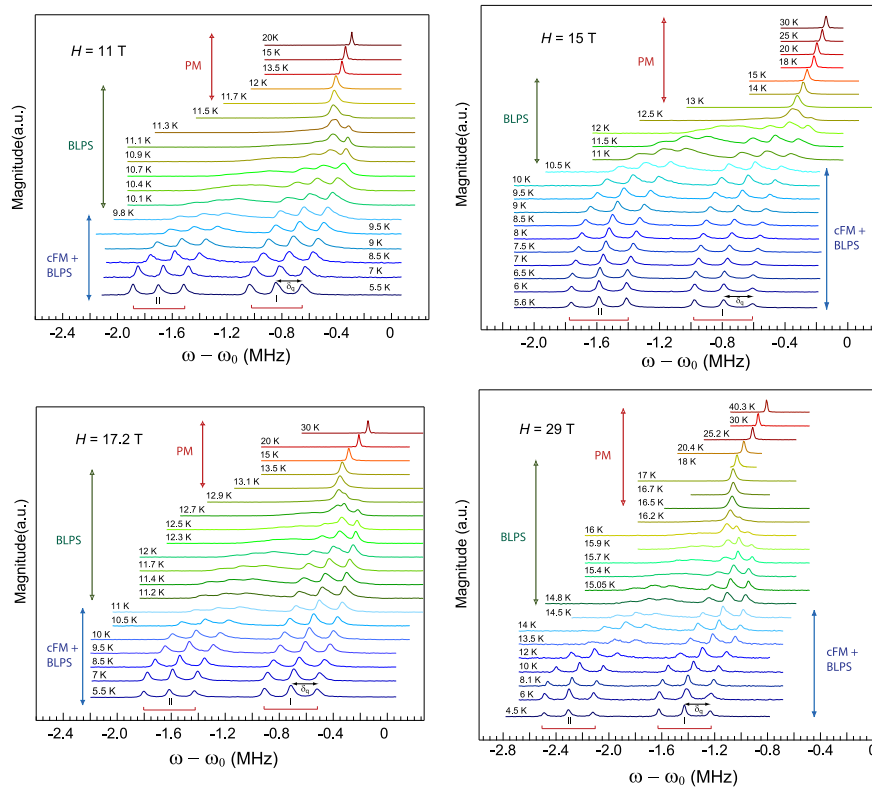 H = 11 T
PM
BLPS
cFM +
BLPS
Magnitude(a.u.)
20K
15 K
13.5 K
12 K
11.7 K
11.5 K
11.3 K
11.1 K
10.9 K
10.7 K
10.4 K
10.1 K
9.8 K
9.5 K
9 K
8.5 K
7 K
5.5 K
II
I
δq
-2.4 -2.0 -1.6 -1.2 -0.8 -0.4 0
ω − ω0 (MHz)
H = 15 T
PM
BLPS
cFM +
BLPS
Magnitude (a.u.)
30 K
25 K
20 K
18 K
15 K
14 K
13 K
12.5 K
12 K
11.5 K
11 K
10.5 K
10 K
9.5 K
9 K
8.5 K
8 K
7.5 K
7 K
6.5 K
6 K
5.6 K
II
I
δq
-2.0 -1.6 -1.2 -0.8 -0.4 0
ω − ω0 (MHz)
H = 17.2 T
PM
BLPS
cFM +
BLPS
Magnitude (a.u.)
30 K
20 K
15 K
13.5 K
13.1 K
12.9 K
12.7 K
12.5 K
12.3 K
12 K
11.7 K
11.4 K
11.2 K
11 K
10.5 K
10 K
9.5 K
8.5 K
7 K
5.5 K
II
I
δq
-2.4 -2.0 -1.6 -1.2 -0.8 -0.4 0
ω − ω0 (MHz)
H = 29 T
PM
BLPS
cFM +
BLPS
Magnitude (a.u.)
40.3 K
30 K
25.2 K
20.4 K
18 K
17 K
16.7 K
16.5 K
16.2 K
16 K
15.9 K
15.7 K
15.4 K
15.05 K
14.8 K
14.5 K
14 K
13.5 K
12 K
10 K
8.1 K
6 K
4.5 K
II
I
δq
-2.8 -2.4 -2.0 -1.6 -1.2 -0.8 -0.4 0
ω − ω0 (MHz)